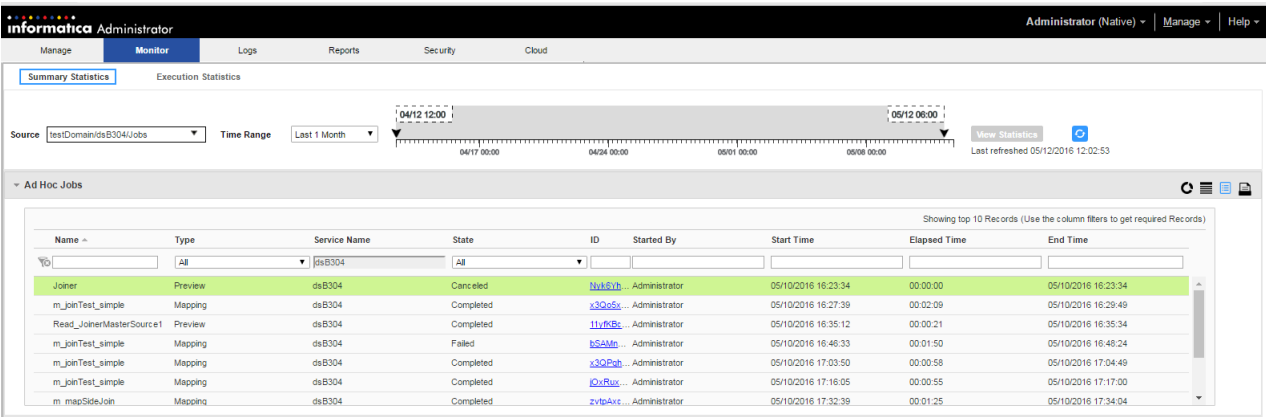 informatica Administrator
Administrator (Native) Manage Help
Manage Monitor Logs Reports Security Cloud
Summary Statistics Execution Statistics
04/12 12:00 05/12 06:00
Source testDomain/dsB304/Jobs Time Range Last 1 Month View Statistics
04/17 00:00 04/24 00:00 05/01 00:00 05/08 00:00 Last refreshed 05/12/2016 12:02:53
Ad Hoc Jobs
Showing top 10 Records (Use the column filters to get required Records)
Name Type Service Name State ID Started By Start Time Elapsed Time End Time
All dsB304 All
Joiner Preview dsB304 Canceled Nyk6Yh... Administrator 05/10/2016 16:23:34 00:00:00 05/10/2016 16:23:34
m_joinTest_simple Mapping dsB304 Completed x3Qo5x... Administrator 05/10/2016 16:27:39 00:02:09 05/10/2016 16:29:49
Read_JoinerMasterSource1 Preview dsB304 Completed 11yfKBc... Administrator 05/10/2016 16:35:12 00:00:21 05/10/2016 16:35:34
m_joinTest_simple Mapping dsB304 Failed bSAMn... Administrator 05/10/2016 16:46:33 00:01:50 05/10/2016 16:48:24
m_joinTest_simple Mapping dsB304 Completed x3QPqh... Administrator 05/10/2016 17:03:50 00:00:58 05/10/2016 17:04:49
m_joinTest_simple Mapping dsB304 Completed jOxRux... Administrator 05/10/2016 17:16:05 00:00:55 05/10/2016 17:17:00
m_mapSideJoin Mapping dsB304 Completed zytpAxc... Administrator 05/10/2016 17:32:39 00:01:25 05/10/2016 17:34:04